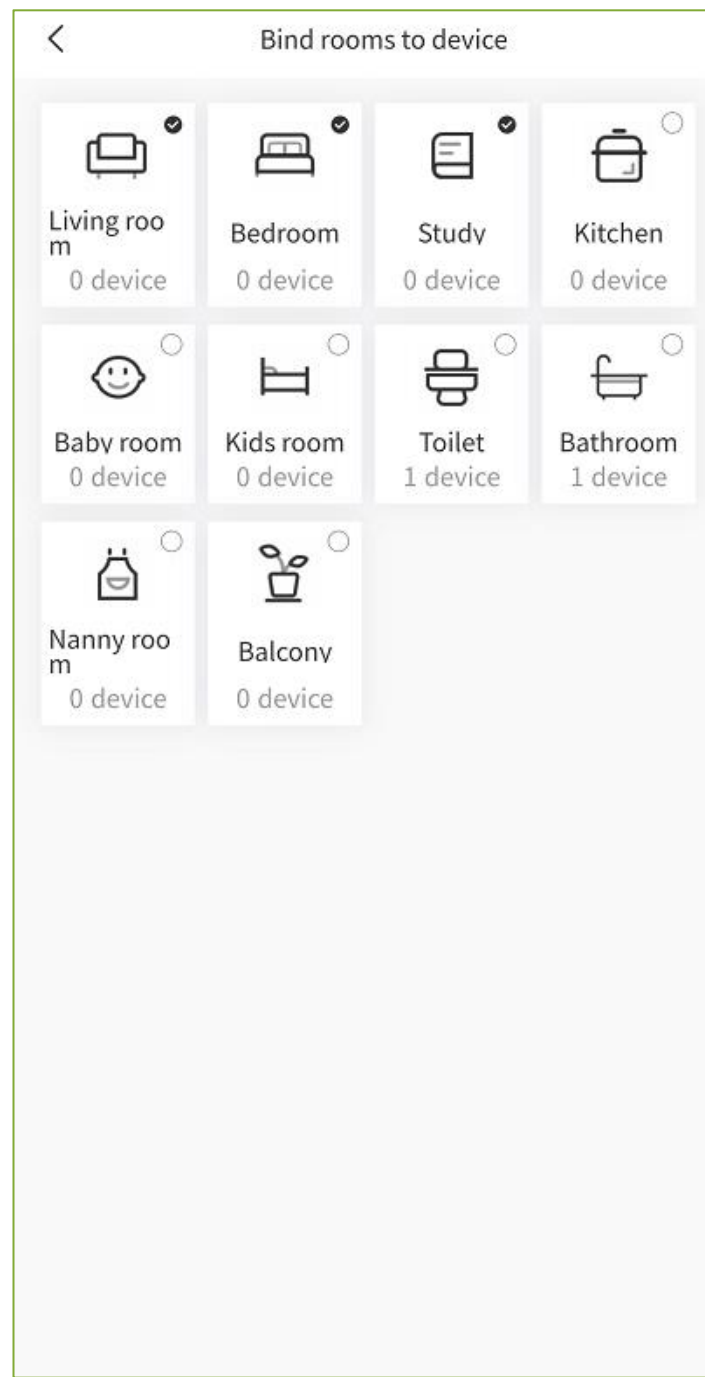 Bind rooms to device
Living roo
m
0 device
Bedroom
0 device
Study
0 device
Kitchen
0 device
Baby room
0 device
Kids room
0 device
Toilet
1 device
Bathroom
1 device
Nanny roo
m
0 device
Balcony
0 device